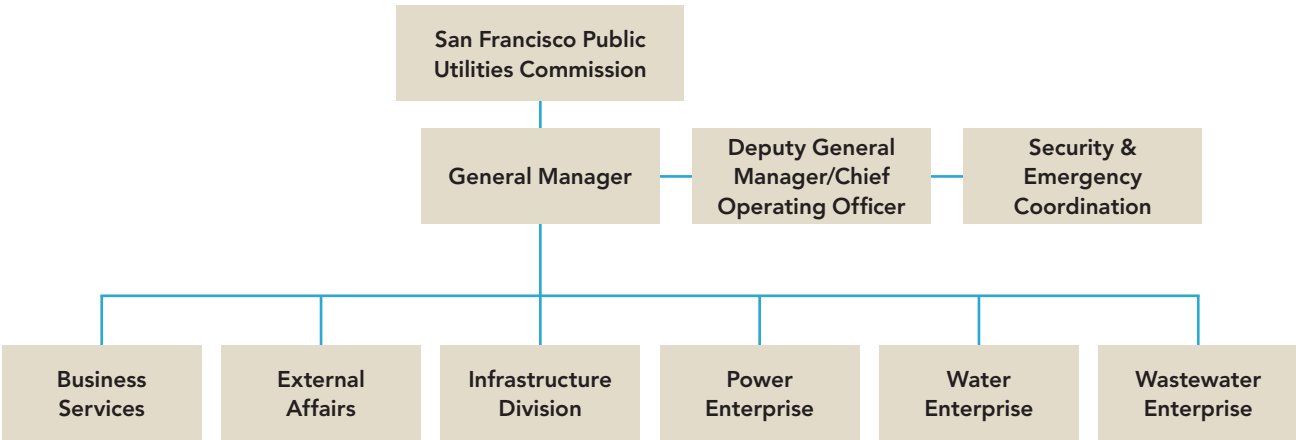 San Francisco Public
Utilities Commission
General Manager
Deputy General
Manager/Chief
Operating Officer
Security &
Emergency
Coordination
Business
Services
External
Affairs
Infrastructure
Division
Power
Enterprise
Water
Enterprise
Wastewater
Enterprise